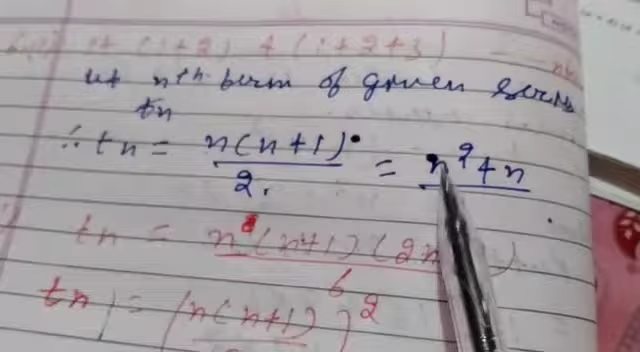 1 + (1+2) + (1+2+3)
let nth term of given series
tn
∴ tn = n(n+1)/2 = n²+n
tn = n(n+1)(2n
6
tn = (n(n+1))²